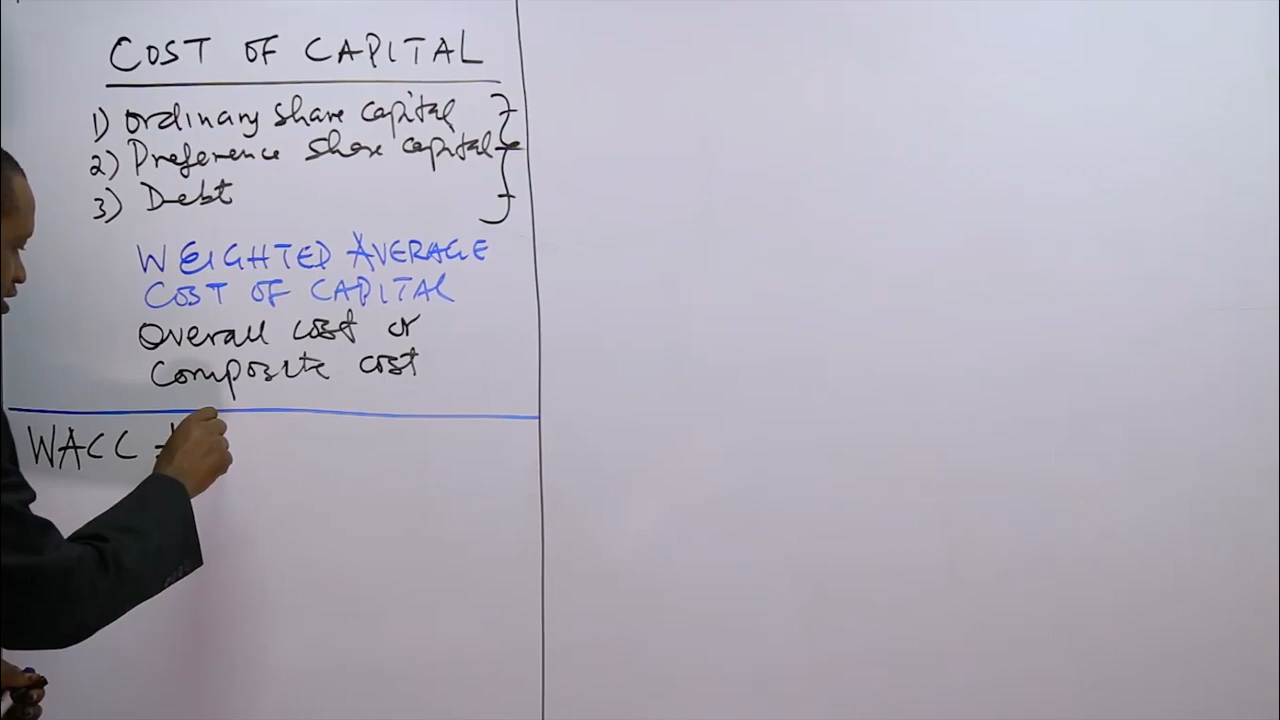 COST OF CAPITAL
1) Ordinary share capital
2) Preference share capital
3) Debt
WEIGHTED AVERAGE
COST OF CAPITAL
Overall cost or
Composite cost
WACC =